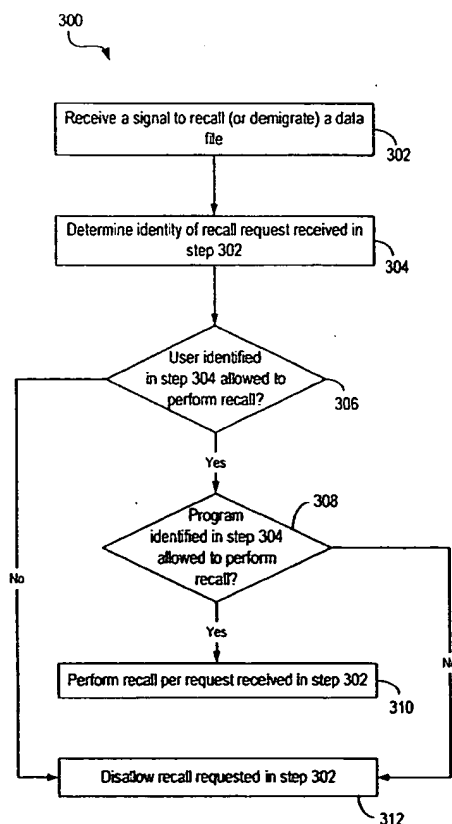 300
Receive a signal to recall (or demigrate) a data
file
302
Determine identity of recall request received in
step 302
304
User identified
in step 304 allowed to
perform recall?
306
Yes
308
Program
identified in step 304
allowed to perform
recall?
No
Yes
Perform recall per request received in step 302
310
Disallow recall requested in step 302
312